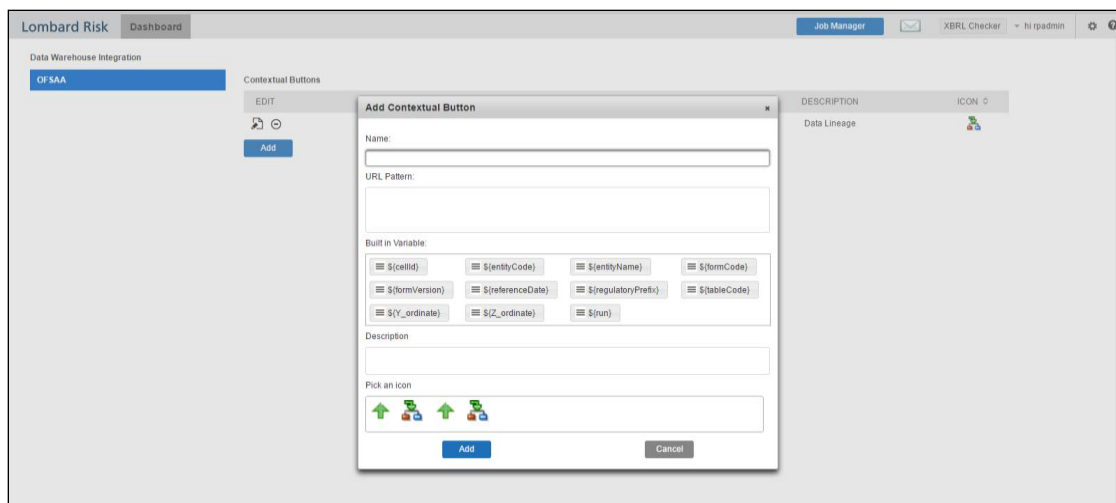 Lombard Risk Dashboard Job Manager XBRL Checker hi rpadmin
Data Warehouse Integration
OFSAA
Contextual Buttons
EDIT DESCRIPTION ICON
Data Lineage
Add
Add Contextual Button
Name:
URL Pattern:
Built in Variable:
${cellId} ${entityCode} ${entityName} ${formCode}
${formVersion} ${referenceDate} ${regulatoryPrefix} ${tableCode}
${Y_ordinate} ${Z_ordinate} ${run}
Description
Pick an icon
Add Cancel